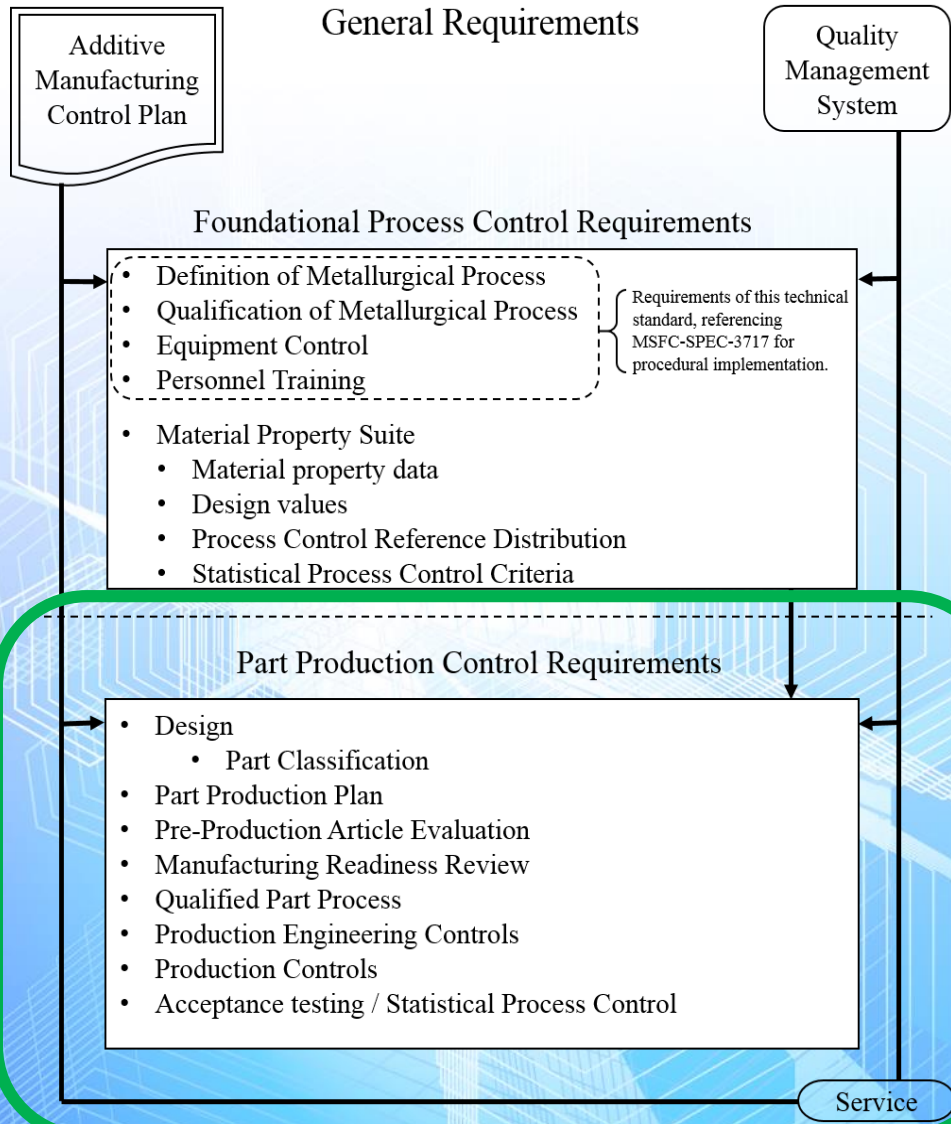 General Requirements
Additive
Manufacturing
Control Plan
Quality
Management
System
Foundational Process Control Requirements
• Definition of Metallurgical Process
• Qualification of Metallurgical Process
• Equipment Control
• Personnel Training
Requirements of this technical
standard, referencing
MSFC-SPEC-3717 for
procedural implementation.
• Material Property Suite
• Material property data
• Design values
• Process Control Reference Distribution
• Statistical Process Control Criteria
Part Production Control Requirements
• Design
• Part Classification
• Part Production Plan
• Pre-Production Article Evaluation
• Manufacturing Readiness Review
• Qualified Part Process
• Production Engineering Controls
• Production Controls
• Acceptance testing / Statistical Process Control
Service